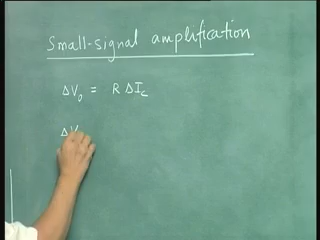 Small-signal amplification
ΔV₀ = R ΔI_c
ΔV